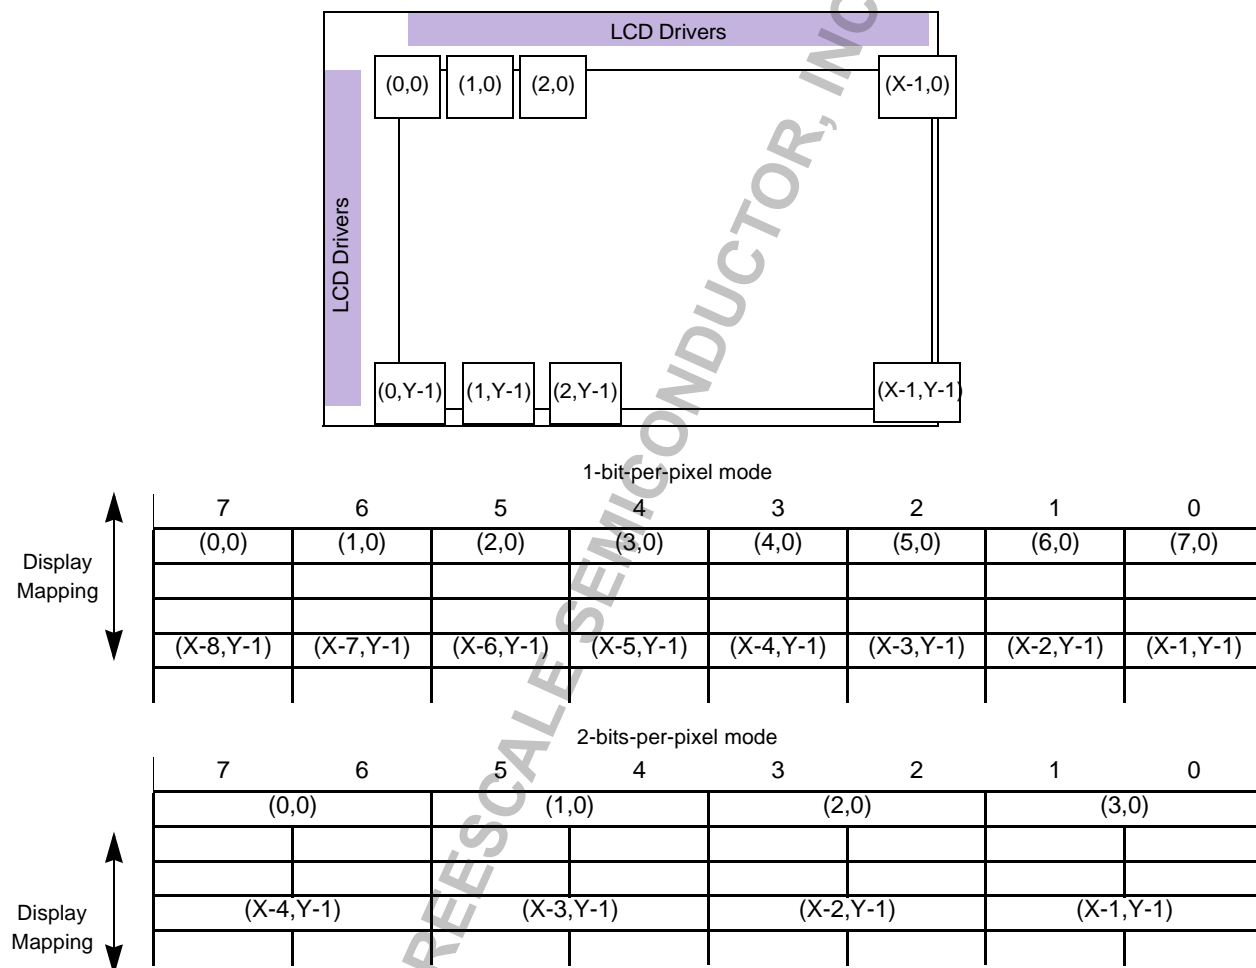 LCD Drivers
(0,0) (1,0) (2,0) (X-1,0)
LCD Drivers
(0,Y-1) (1,Y-1) (2,Y-1) (X-1,Y-1)
1-bit-per-pixel mode
7 6 5 4 3 2 1 0
(0,0) (1,0) (2,0) (3,0) (4,0) (5,0) (6,0) (7,0)
Display
Mapping
(X-8,Y-1) (X-7,Y-1) (X-6,Y-1) (X-5,Y-1) (X-4,Y-1) (X-3,Y-1) (X-2,Y-1) (X-1,Y-1)
2-bits-per-pixel mode
7 6 5 4 3 2 1 0
(0,0) (1,0) (2,0) (3,0)
(X-4,Y-1) (X-3,Y-1) (X-2,Y-1) (X-1,Y-1)
Display
Mapping
REESCALE SEMICONDUCTOR, INC